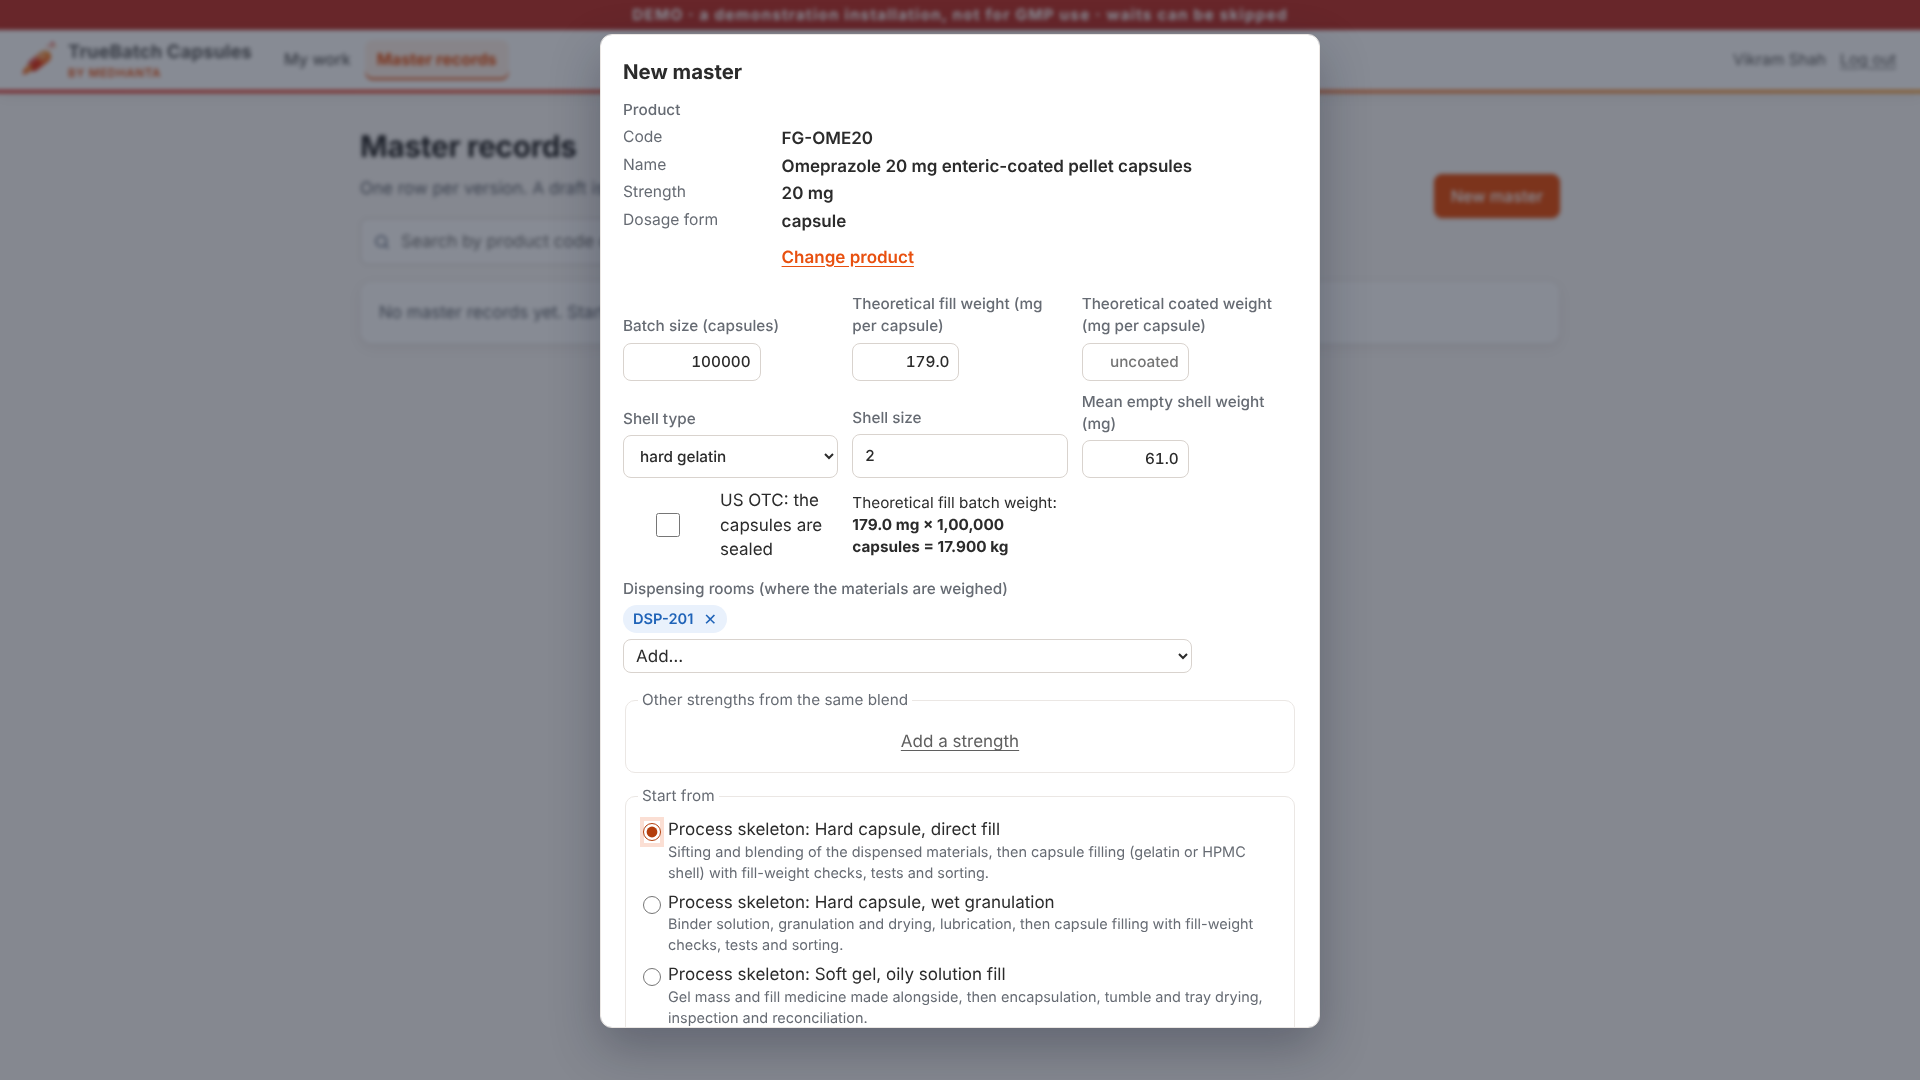 DEMO · a demonstration installation, not for GMP use · waits can be skipped
TrueBatch Capsules
BY MEDHANTA
My work
Master records
Vikram Shah
Log out
Master records
One row per version. A draft is
New master
Search by product code
No master records yet. Star
New master
Product
Code
FG-OME20
Name
Omeprazole 20 mg enteric-coated pellet capsules
Strength
20 mg
Dosage form
capsule
Change product
Batch size (capsules)
100000
Theoretical fill weight (mg
per capsule)
179.0
Theoretical coated weight
(mg per capsule)
uncoated
Shell type
hard gelatin
Shell size
2
Mean empty shell weight
(mg)
61.0
US OTC: the
capsules are
sealed
Theoretical fill batch weight:
179.0 mg × 1,00,000
capsules = 17.900 kg
Dispensing rooms (where the materials are weighed)
DSP-201 ✕
Add...
Other strengths from the same blend
Add a strength
Start from
Process skeleton: Hard capsule, direct fill
Sifting and blending of the dispensed materials, then capsule filling (gelatin or HPMC
shell) with fill-weight checks, tests and sorting.
Process skeleton: Hard capsule, wet granulation
Binder solution, granulation and drying, lubrication, then capsule filling with fill-weight
checks, tests and sorting.
Process skeleton: Soft gel, oily solution fill
Gel mass and fill medicine made alongside, then encapsulation, tumble and tray drying,
inspection and reconciliation.